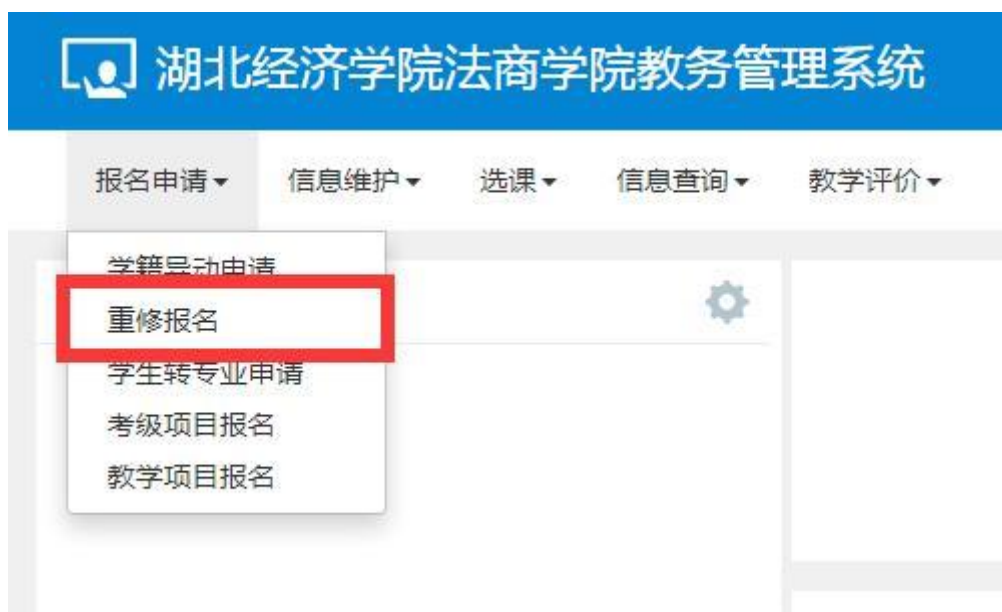 湖北经济学院法商学院教务管理系统
报名申请 信息维护 选课 信息查询 教学评价
学籍异动申请
重修报名
学生转专业申请
考级项目报名
教学项目报名